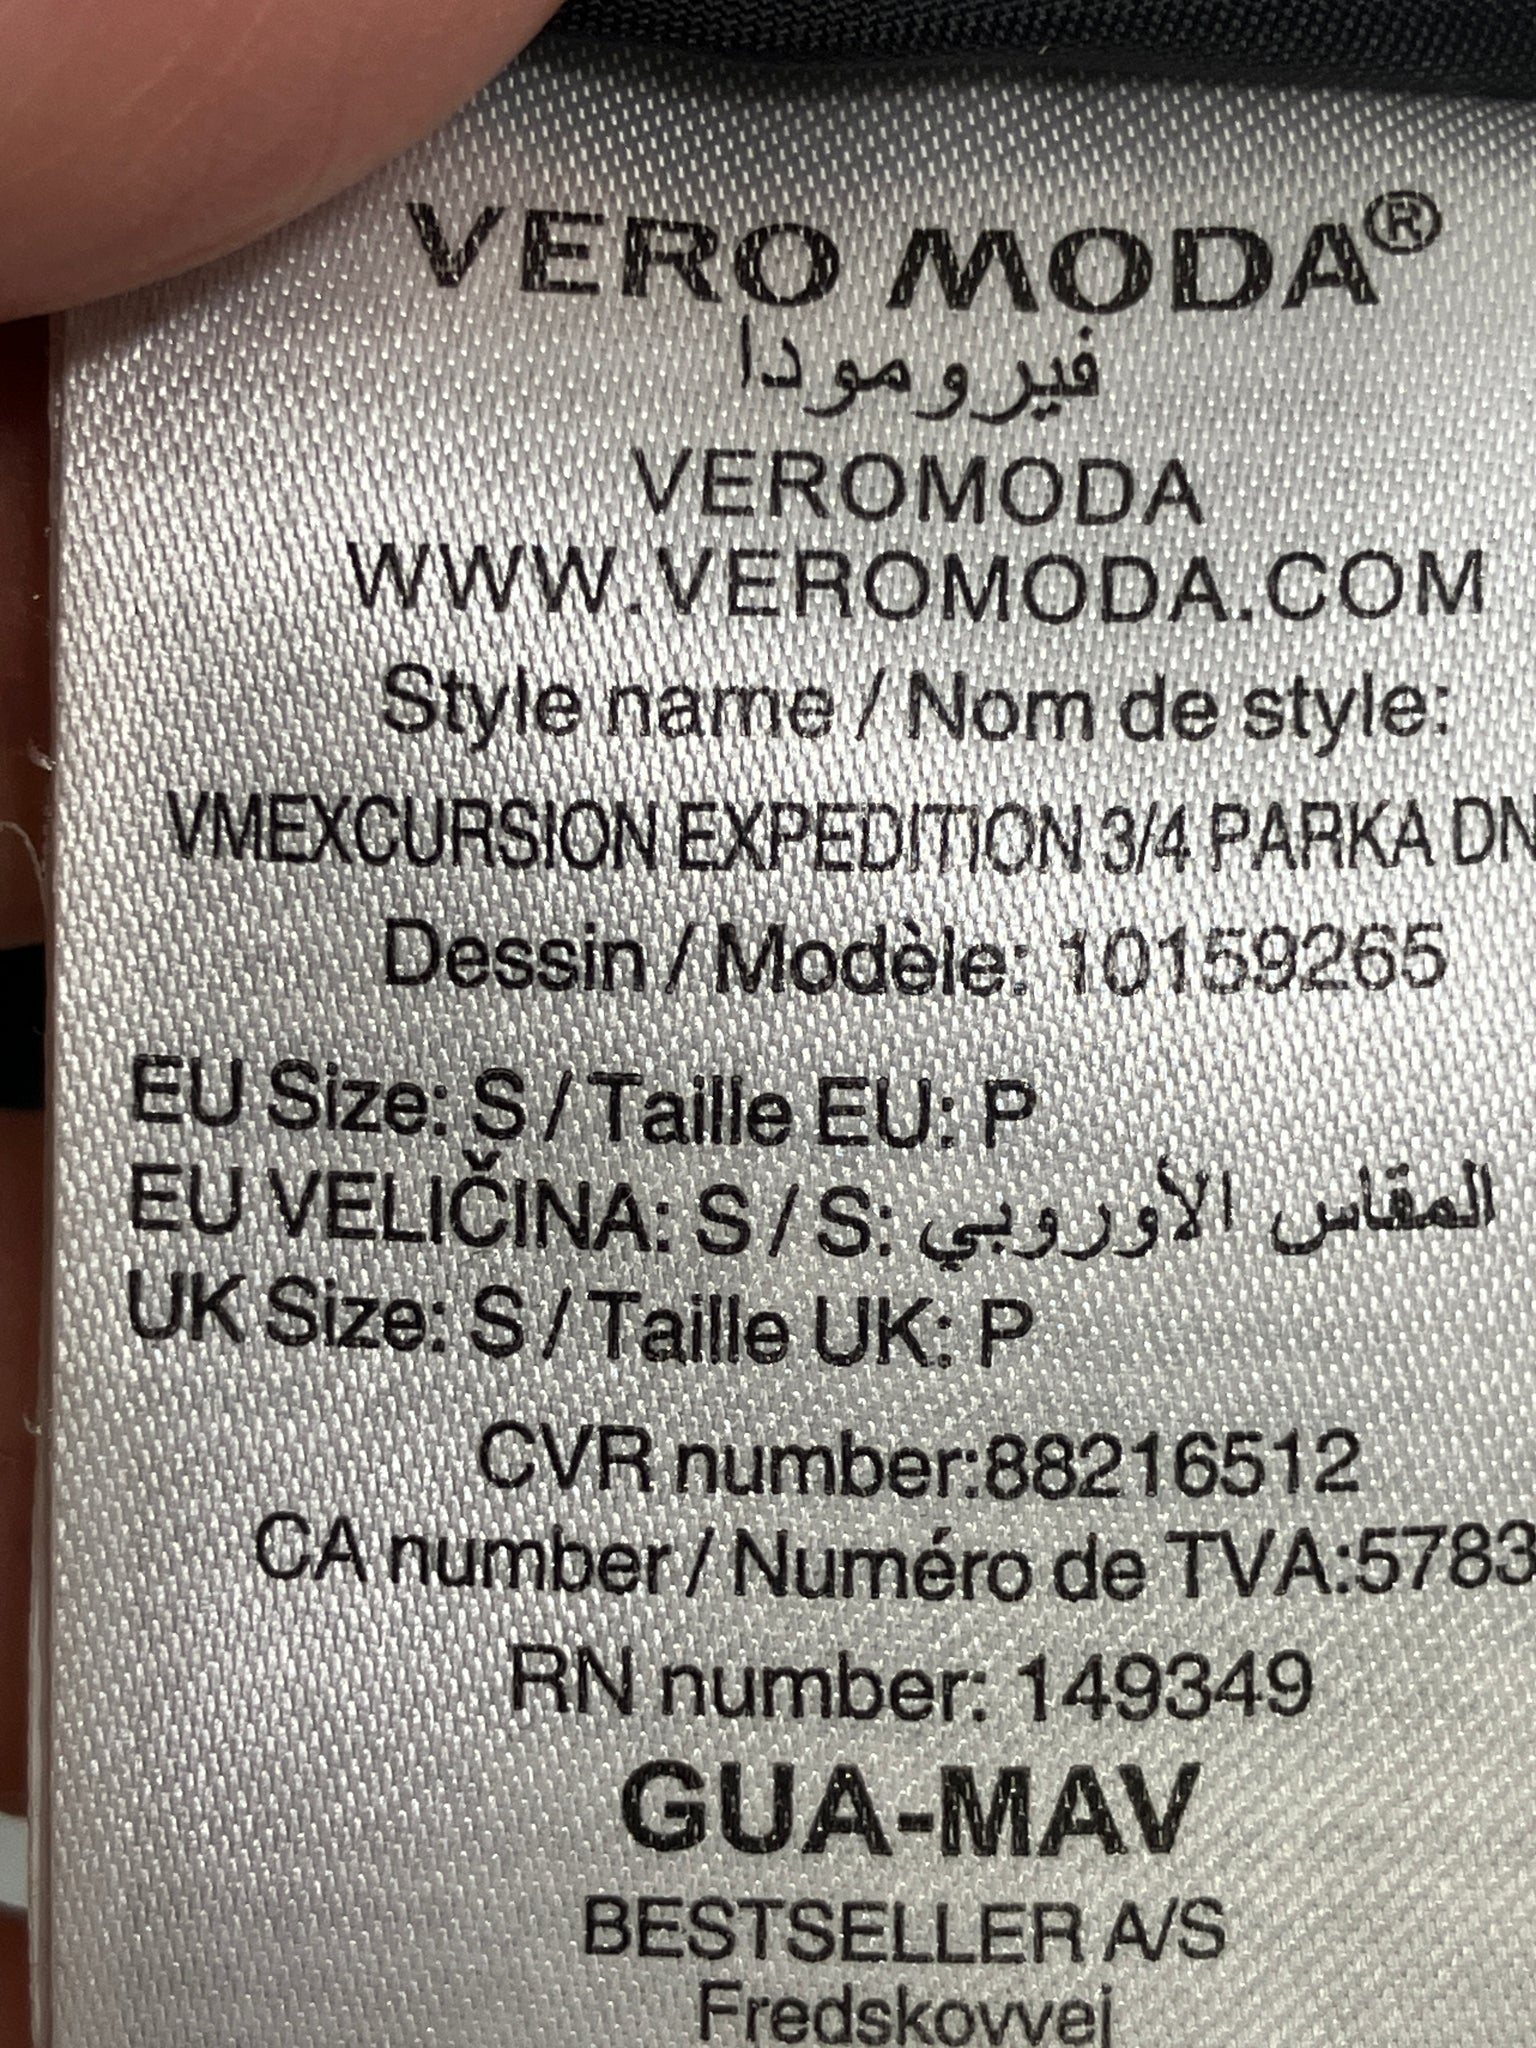 VERO MODA®
فيرومودا
VEROMODA
WWW.VEROMODA.COM
Style name / Nom de style:
VMEXCURSION EXPEDITION 3/4 PARKA DN
Dessin / Modèle: 10159265
EU Size: S / Taille EU: P
EU VELIČINA: S / S: المقاس الأوروبي
UK Size: S / Taille UK: P
CVR number:88216512
CA number / Numéro de TVA:5783
RN number: 149349
GUA-MAV
BESTSELLER A/S
Fredskovvej